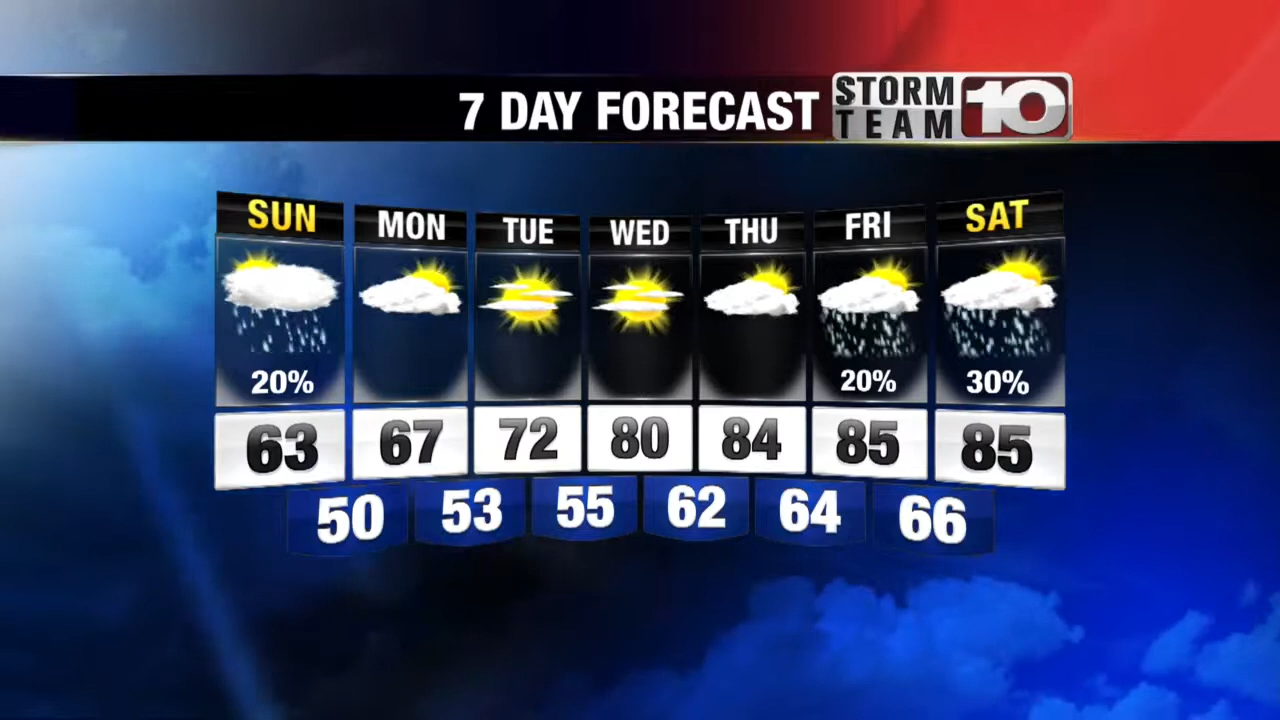 7 DAY FORECAST
STORM TEAM 10
SUN MON TUE WED THU FRI SAT
20% 20% 30%
63 67 72 80 84 85 85
50 53 55 62 64 66